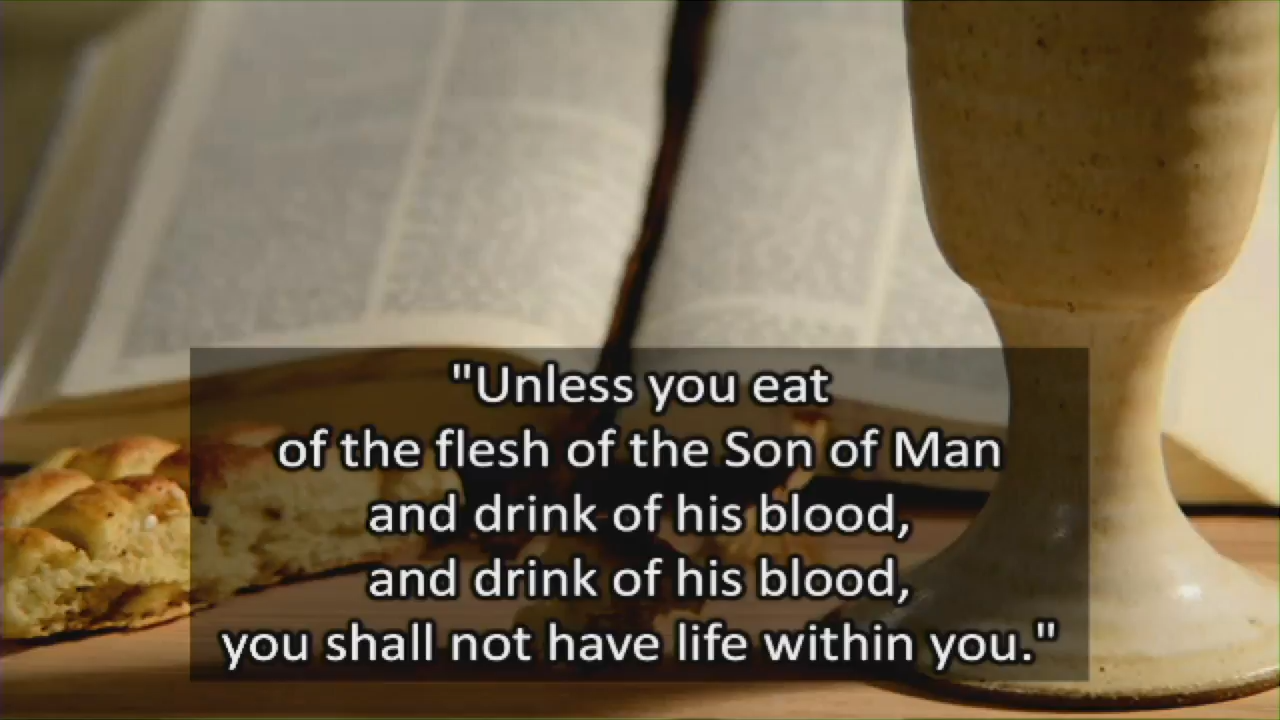 "Unless you eat
of the flesh of the Son of Man
and drink of his blood,
and drink of his blood,
you shall not have life within you."